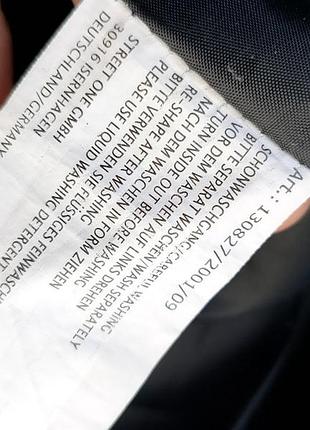 Art.: 130827/2001/09
SCHONWASCHGANG/CAREFUL WASHING
BITTE SEPARAT WASCHEN/WASH SEPARATELY
VOR DEM WASCHEN AUF LINKS DREHEN
TURN INSIDE OUT BEFORE WASHING
NACH DEM WASCHEN IN FORM ZIEHEN
RE-SHAPE AFTER WASHING
BITTE VERWENDEN SIE FLÜSSIGES FEINWASCH
PLEASE USE LIQUID WASHING DETERGENT
STREET ONE GMBH
30916 ISERNHAGEN
DEUTSCHLAND/GERMANY